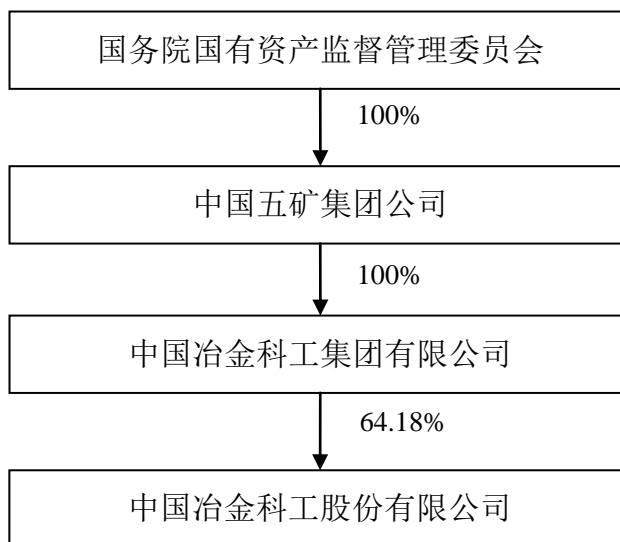 国务院国有资产监督管理委员会
100%
中国五矿集团公司
100%
中国冶金科工集团有限公司
64.18%
中国冶金科工股份有限公司